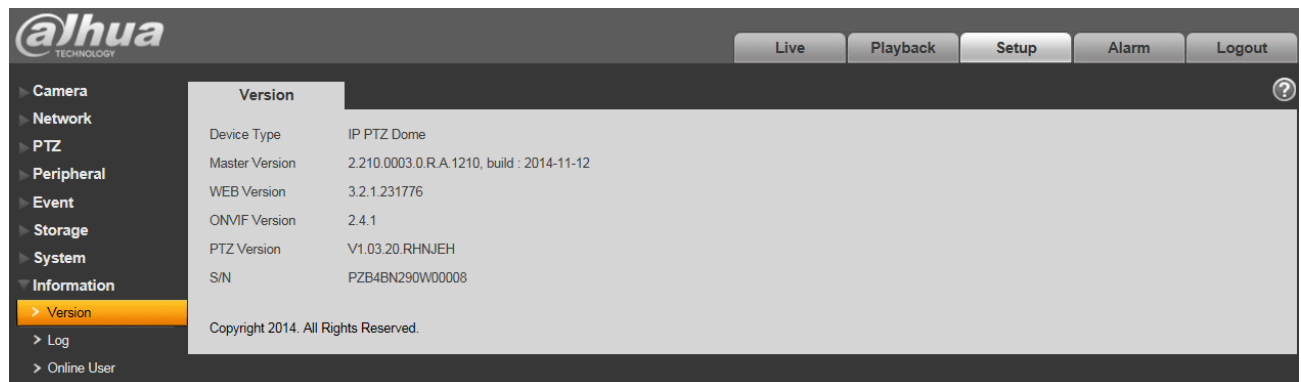 alhua
TECHNOLOGY
Live Playback Setup Alarm Logout
?
Camera
Network
PTZ
Peripheral
Event
Storage
System
Information
Version
Log
Online User
Version
Device Type IP PTZ Dome
Master Version 2.210.0003.0.R.A.1210, build : 2014-11-12
WEB Version 3.2.1.231776
ONVIF Version 2.4.1
PTZ Version V1.03.20.RHNJEH
S/N PZB4BN290W00008
Copyright 2014. All Rights Reserved.